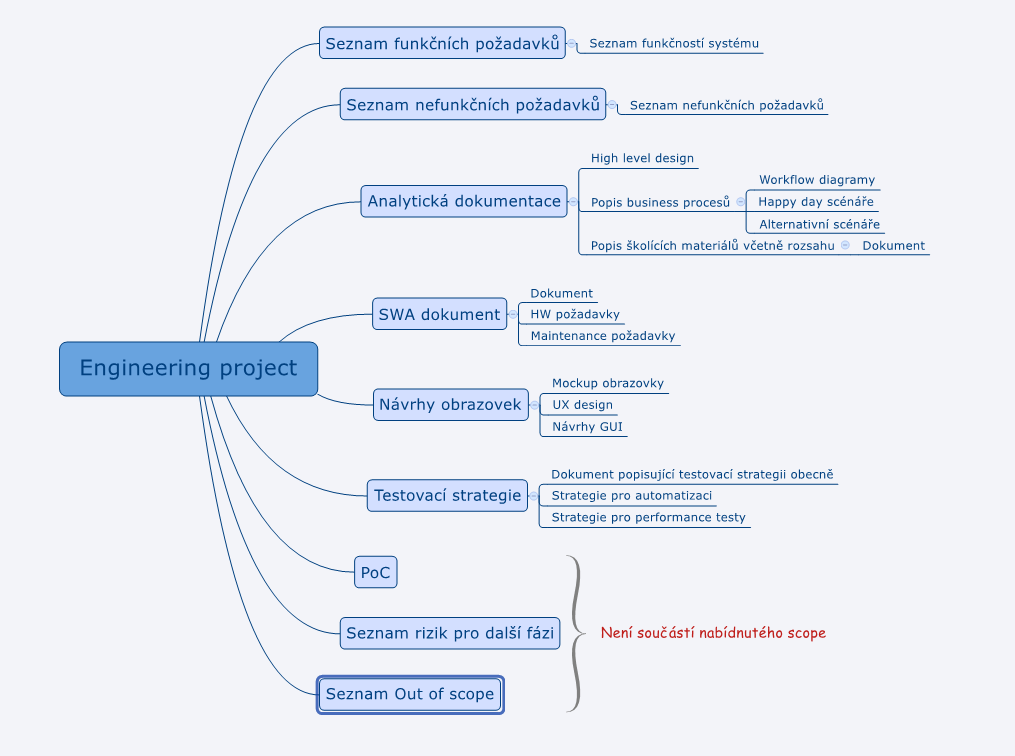 Seznam funkčních požadavků
Seznam funkčností systému
Seznam nefunkčních požadavků
Seznam nefunkčních požadavků
High level design
Workflow diagramy
Analytická dokumentace
Popis business procesů
Happy day scénáře
Alternativní scénáře
Popis školících materiálů včetně rozsahu
Dokument
Dokument
SWA dokument
HW požadavky
Maintenance požadavky
Engineering project
Mockup obrazovky
Návrhy obrazovek
UX design
Návrhy GUI
Dokument popisující testovací strategii obecně
Testovací strategie
Strategie pro automatizaci
Strategie pro performance testy
PoC
Seznam rizik pro další fázi
Není součástí nabídnutého scope
Seznam Out of scope